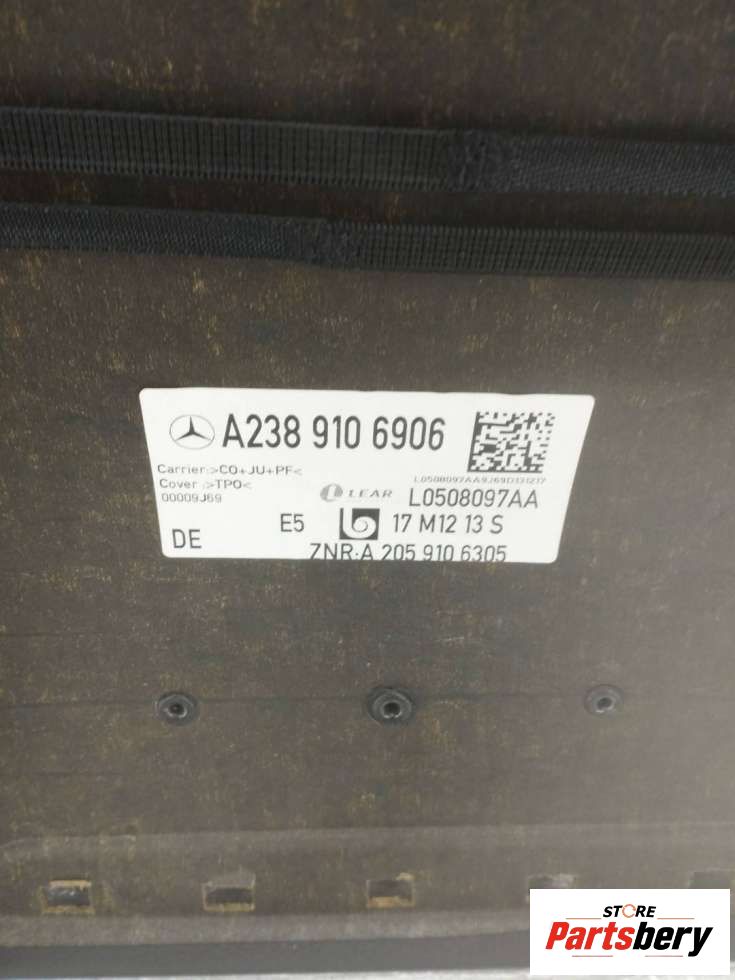 A238 910 6906
Carrier:>CO+JU+PF<
Cover :>TPO<
00009J69
L0508097AA9J69D131217
LEAR L0508097AA
DE E5 17 M12 13 S
ZNR:A 205 910 6305
STORE
Partsbery